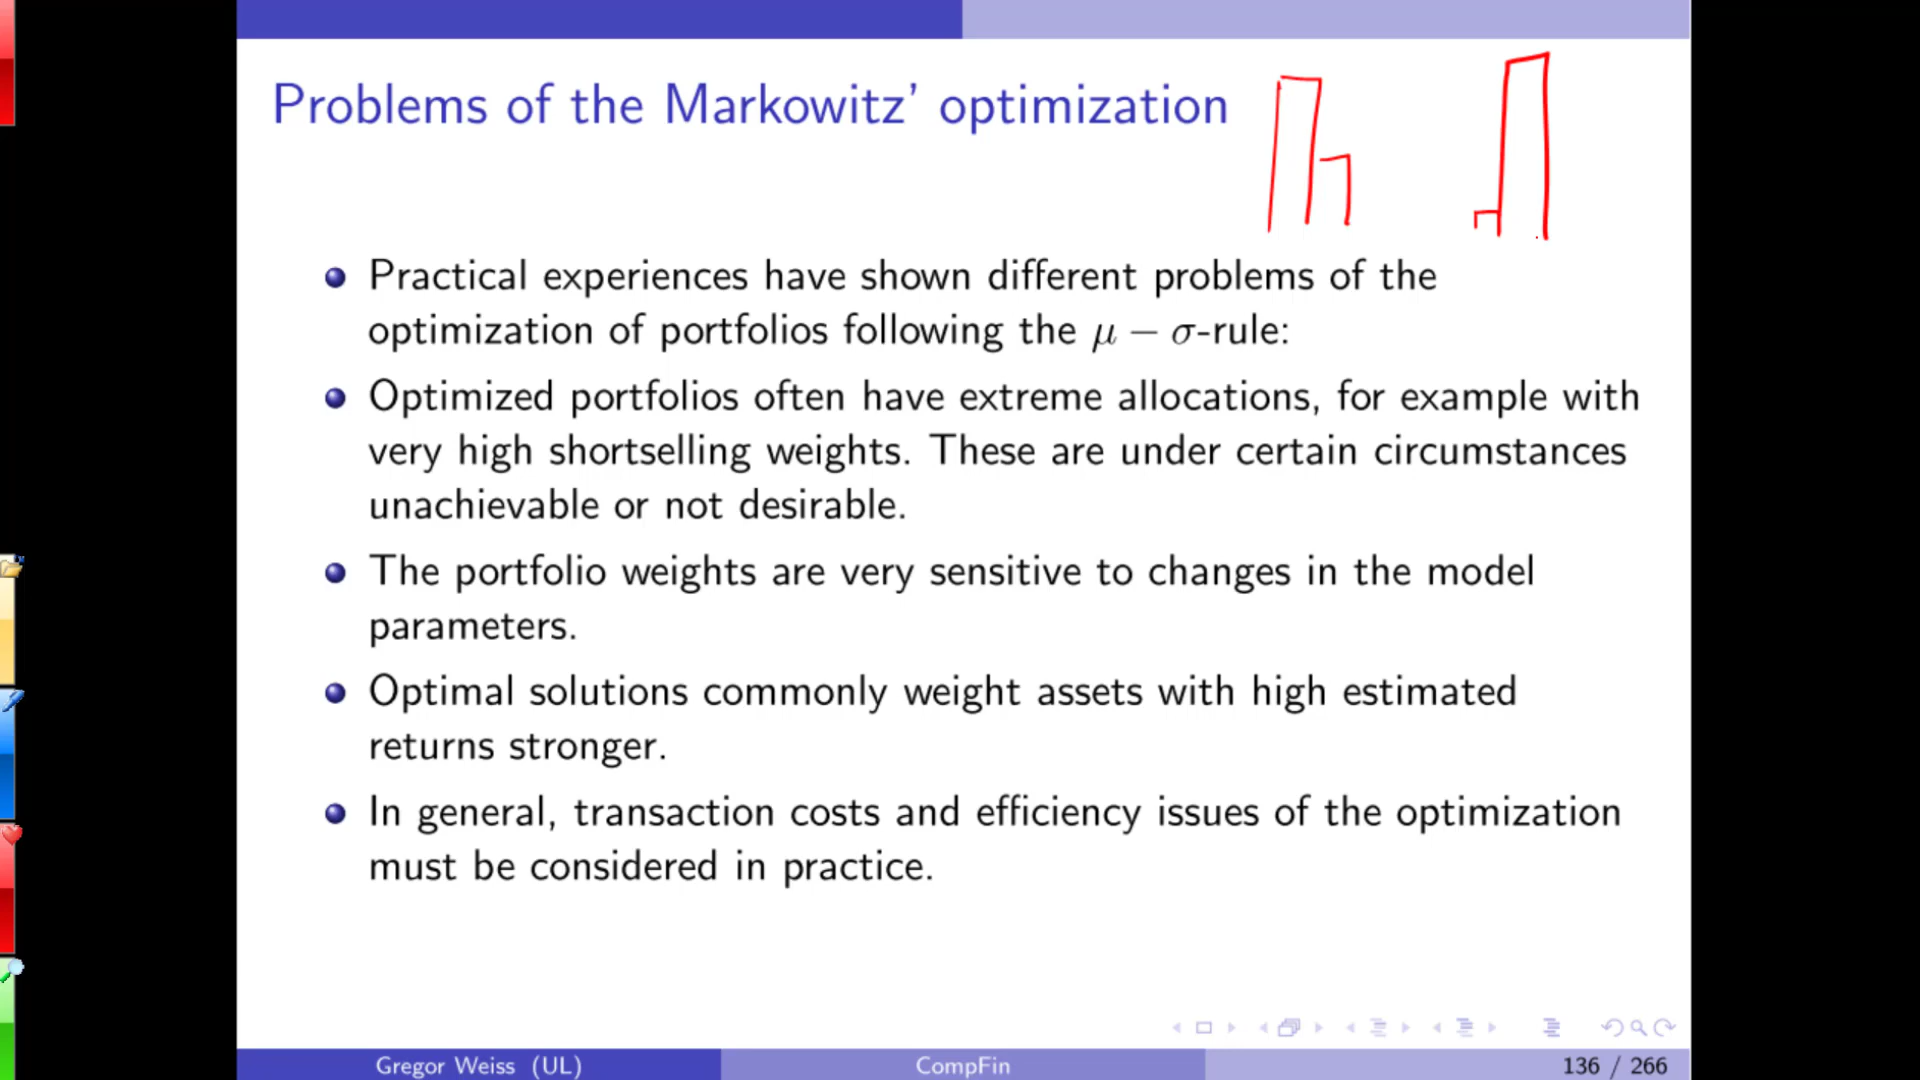 Problems of the Markowitz’ optimization
Practical experiences have shown different problems of the
optimization of portfolios following the μ − σ-rule:
Optimized portfolios often have extreme allocations, for example with
very high shortselling weights. These are under certain circumstances
unachievable or not desirable.
The portfolio weights are very sensitive to changes in the model
parameters.
Optimal solutions commonly weight assets with high estimated
returns stronger.
In general, transaction costs and efficiency issues of the optimization
must be considered in practice.
Gregor Weiss (UL)
CompFin
136 / 266